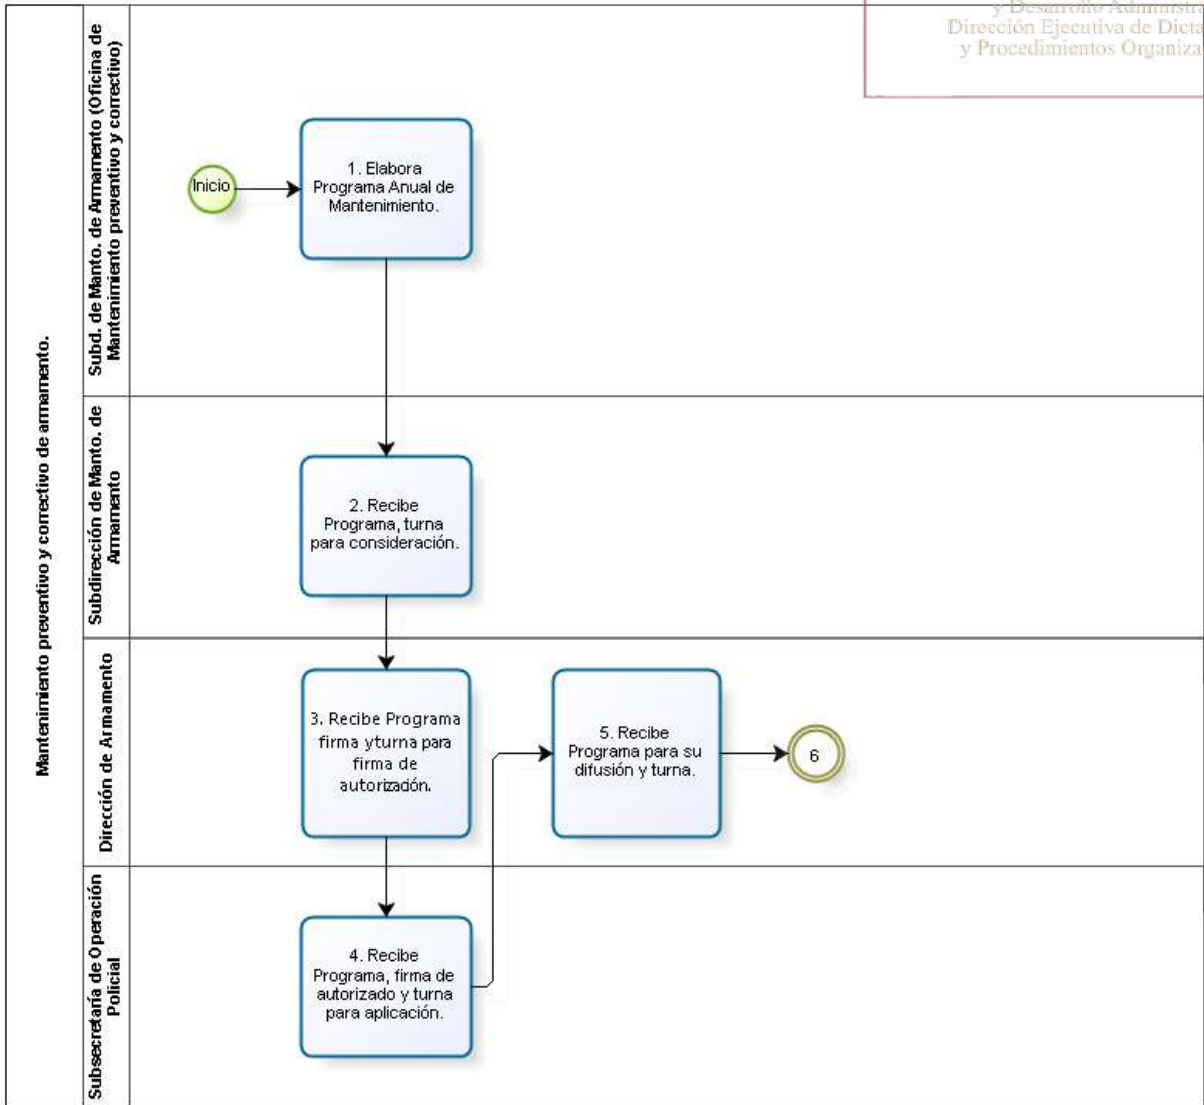 y Desarrollo Administra
Dirección Ejecutiva de Dicta
y Procedimientos Organiza
Mantenimiento preventivo y correctivo de armamento.
Subd. de Manto. de Armamento (Oficina de
Mantenimiento preventivo y correctivo)
Inicio
1. Elabora
Programa Anual de
Mantenimiento.
Subdirección de Manto. de
Armamento
2. Recibe
Programa, turna
para consideración.
Dirección de Armamento
3. Recibe Programa
firma y turna para
firma de
autorización.
5. Recibe
Programa para su
difusión y turna.
6
Subsecretaría de Operación
Policial
4. Recibe
Programa, firma de
autorizado y turna
para aplicación.